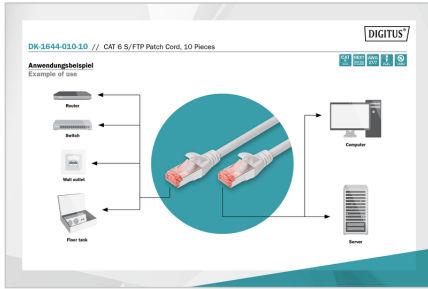 DIGITUS®
DK-1644-010-10 // CAT 6 S/FTP Patch Cord, 10 Pieces
Anwendungsbeispiel
Example of use
Router
Switch
Wall outlet
Floor tank
Computer
Server